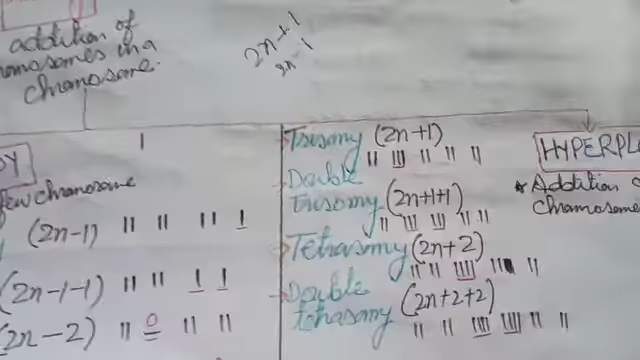 addition of
chromosomes in a
chromosome.
2n+1
2n-1
Trisomy (2n+1)
HYPERPL
Double
trisomy (2n+1+1)
* Addition o
chromosome
Tetrasomy (2n+2)
Double
tetrasomy (2n+2+2)
DY
few chromosome
(2n-1)
(2n-1-1)
(2n-2)